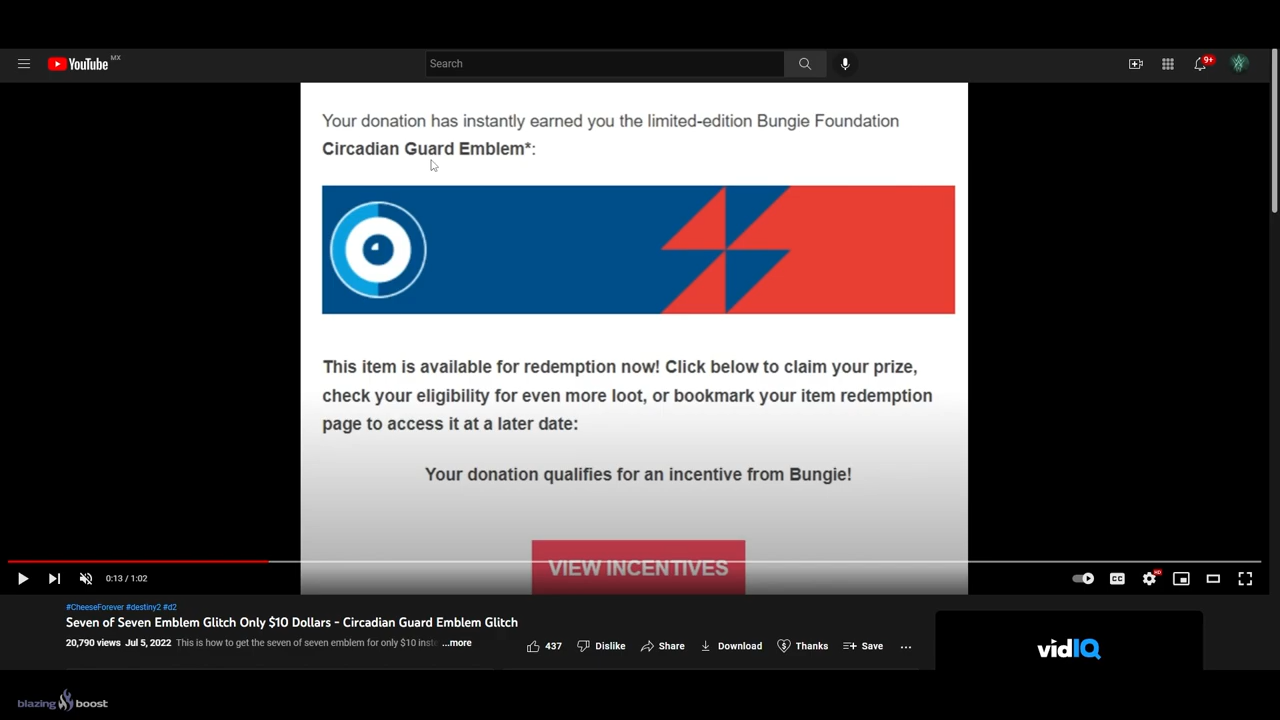 YouTube MX
Search
9+
Your donation has instantly earned you the limited-edition Bungie Foundation
Circadian Guard Emblem*:
This item is available for redemption now! Click below to claim your prize,
check your eligibility for even more loot, or bookmark your item redemption
page to access it at a later date:
Your donation qualifies for an incentive from Bungie!
VIEW INCENTIVES
0:13 / 1:02
CC
HD
#CheeseForever #destiny2 #d2
Seven of Seven Emblem Glitch Only $10 Dollars - Circadian Guard Emblem Glitch
20,790 views Jul 5, 2022 This is how to get the seven of seven emblem for only $10 inste ...more
437 Dislike Share Download Thanks Save ...
vidIQ
blazing boost